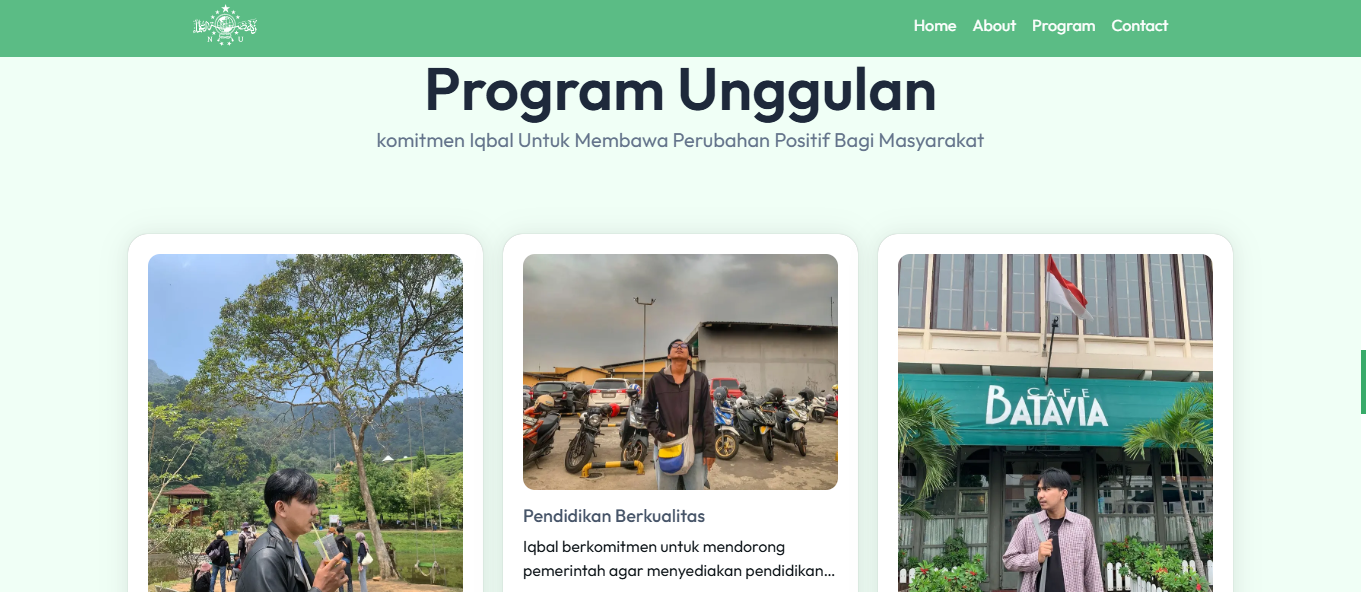 N U
Home About Program Contact
Program Unggulan
komitmen Iqbal Untuk Membawa Perubahan Positif Bagi Masyarakat
CAFE
BATAVIA
Pendidikan Berkualitas
Iqbal berkomitmen untuk mendorong
pemerintah agar menyediakan pendidikan...